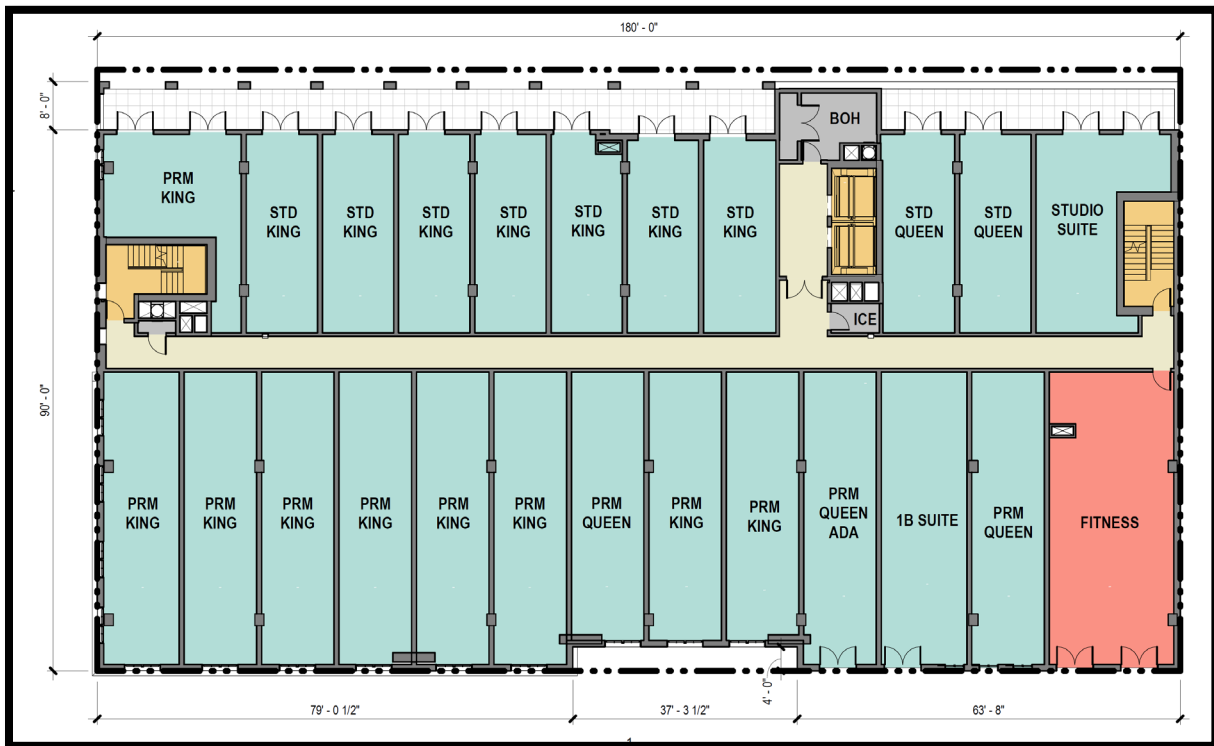 180' - 0"
8' - 0"
BOH
PRM
KING
STD
KING
STD
KING
STD
KING
STD
KING
STD
KING
STD
KING
STD
KING
STD
QUEEN
STD
QUEEN
STUDIO
SUITE
ICE
90' - 0"
PRM
KING
PRM
KING
PRM
KING
PRM
KING
PRM
KING
PRM
KING
PRM
QUEEN
PRM
KING
PRM
KING
PRM
QUEEN
ADA
1B SUITE
PRM
QUEEN
FITNESS
4' - 0"
79' - 0 1/2"
37' - 3 1/2"
63' - 8"